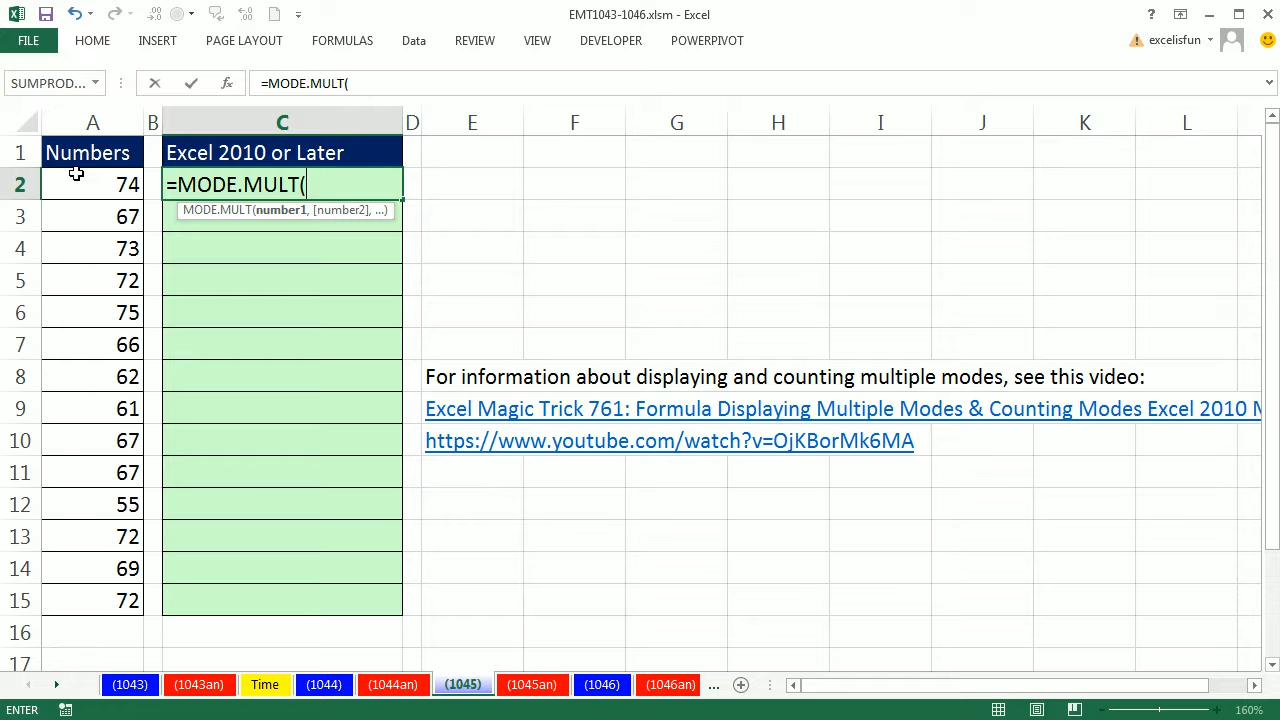 EMT1043-1046.xlsm - Excel
FILE HOME INSERT PAGE LAYOUT FORMULAS Data REVIEW VIEW DEVELOPER POWERPIVOT excelisfun
SUMPROD... fx =MODE.MULT(
A B C D E F G H I J K L
1 Numbers Excel 2010 or Later
2 74 =MODE.MULT(
MODE.MULT(number1, [number2], ...)
3 67
4 73
5 72
6 75
7 66
8 62 For information about displaying and counting multiple modes, see this video:
9 61 Excel Magic Trick 761: Formula Displaying Multiple Modes & Counting Modes Excel 2010 M
10 67 https://www.youtube.com/watch?v=OjKBorMk6MA
11 67
12 55
13 72
14 69
15 72
16
17
(1043) (1043an) Time (1044) (1044an) (1045) (1045an) (1046) (1046an) ...
ENTER 160%